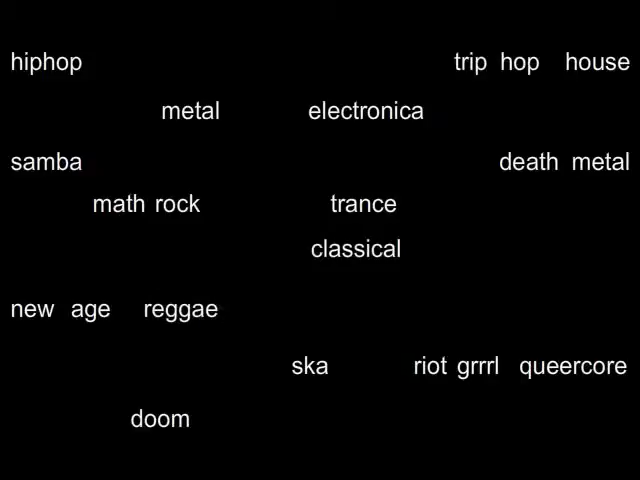 hiphop trip hop house
metal electronica
samba death metal
math rock trance
classical
new age reggae
ska riot grrrl queercore
doom